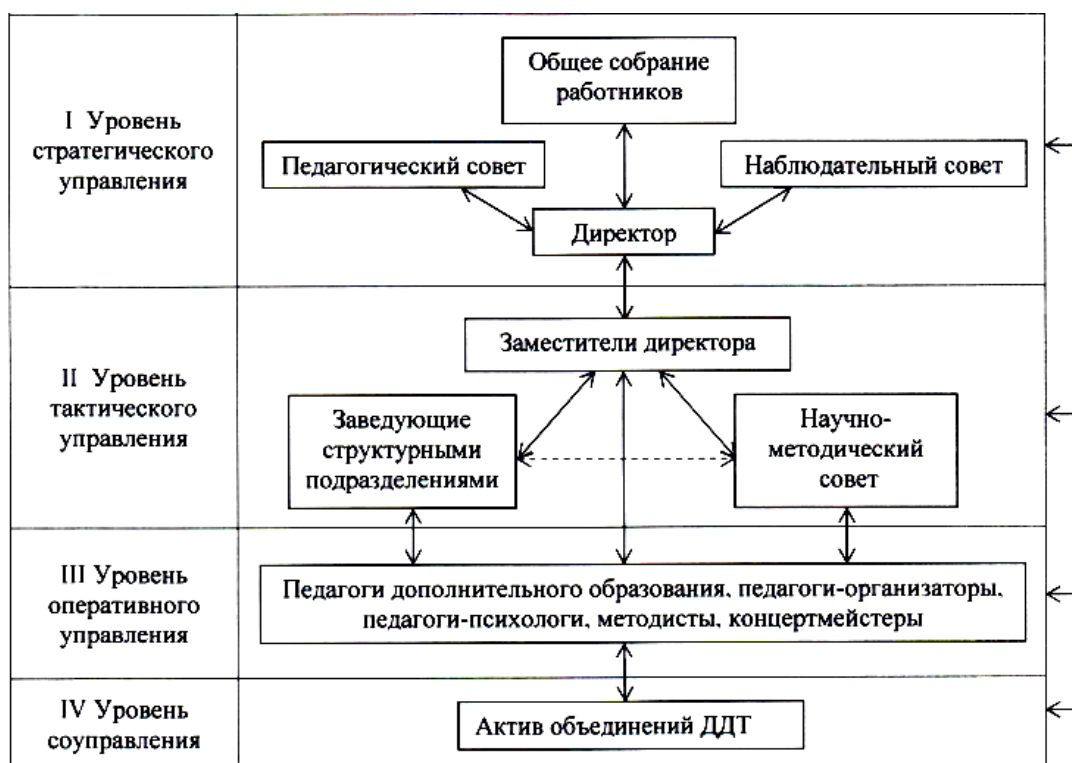 I Уровень
стратегического
управления
Общее собрание
работников
Педагогический совет
Наблюдательный совет
Директор
II Уровень
тактического
управления
Заместители директора
Заведующие
структурными
подразделениями
Научно-
методический
совет
III Уровень
оперативного
управления
Педагоги дополнительного образования, педагоги-организаторы,
педагоги-психологи, методисты, концертмейстеры
IV Уровень
соуправления
Актив объединений ДДТ